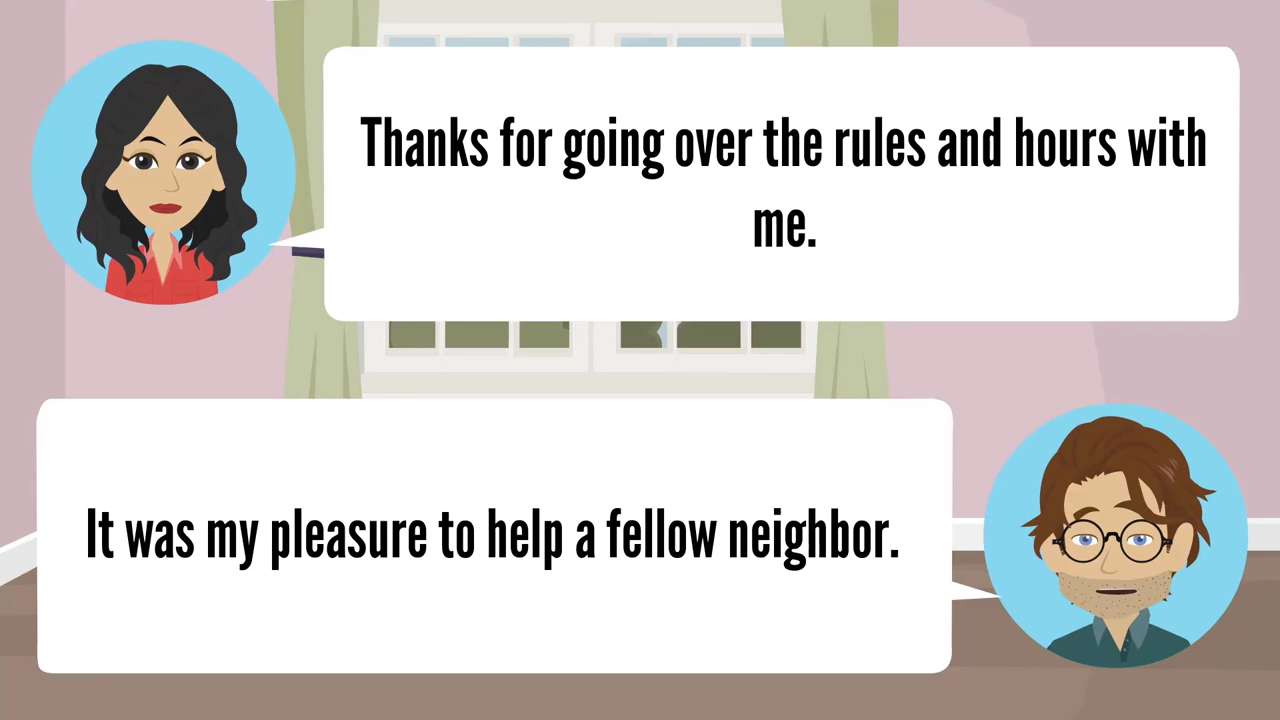 Thanks for going over the rules and hours with
me.
It was my pleasure to help a fellow neighbor.